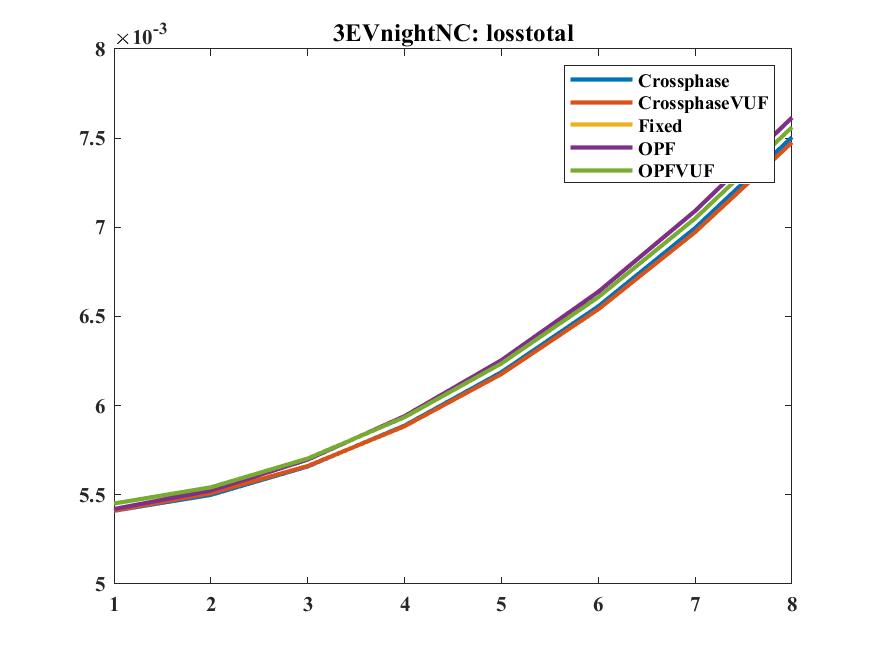 3EVnightNC: losstotal
×10-3
8
7.5
7
6.5
6
5.5
5
1 2 3 4 5 6 7 8
Crossphase
CrossphaseVUF
Fixed
OPF
OPFVUF